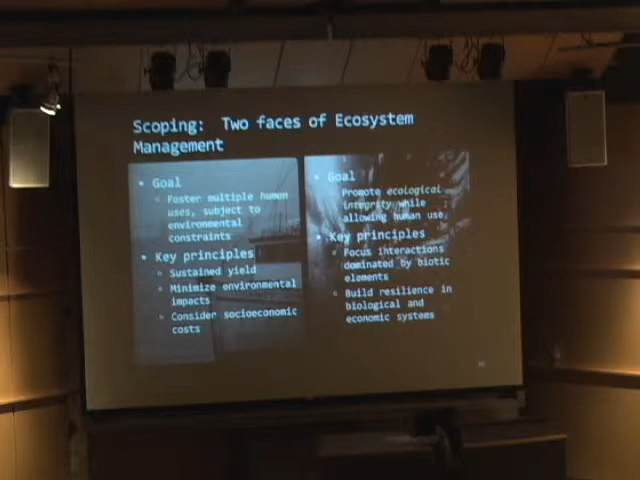 Scoping: Two faces of Ecosystem
Management
• Goal
◦ Foster multiple human
uses, subject to
environmental
constraints
• Key principles
◦ Sustained yield
◦ Minimize environmental
impacts
◦ Consider socioeconomic
costs
• Goal
Promote ecological
integrity while
allowing human use
• Key principles
◦ Focus interactions
dominated by biotic
elements
◦ Build resilience in
biological and
economic systems